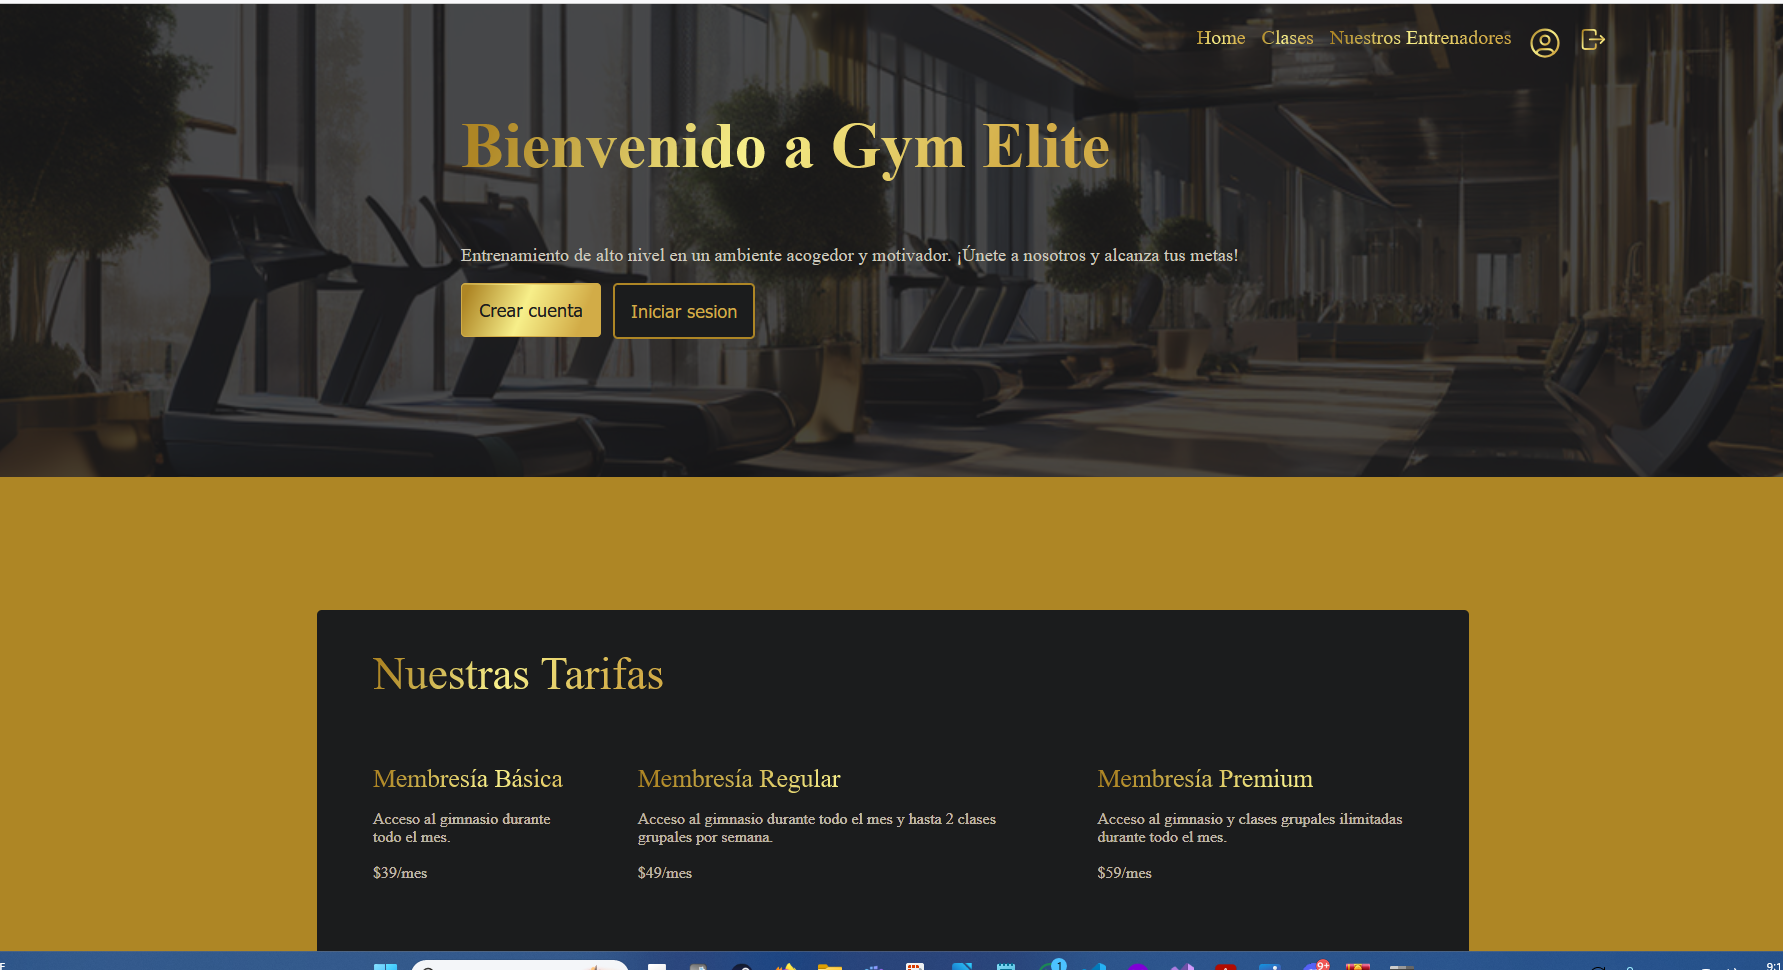 Home Clases Nuestros Entrenadores
Bienvenido a Gym Elite
Entrenamiento de alto nivel en un ambiente acogedor y motivador. ¡Únete a nosotros y alcanza tus metas!
Crear cuenta Iniciar sesion
Nuestras Tarifas
Membresía Básica
Acceso al gimnasio durante
todo el mes.
$39/mes
Membresía Regular
Acceso al gimnasio durante todo el mes y hasta 2 clases
grupales por semana.
$49/mes
Membresía Premium
Acceso al gimnasio y clases grupales ilimitadas
durante todo el mes.
$59/mes
1
9+